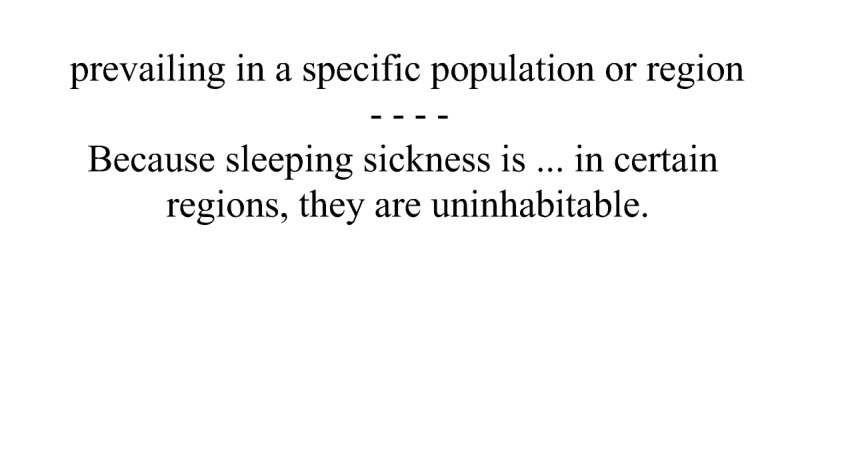 prevailing in a specific population or region
- - - -
Because sleeping sickness is ... in certain
regions, they are uninhabitable.